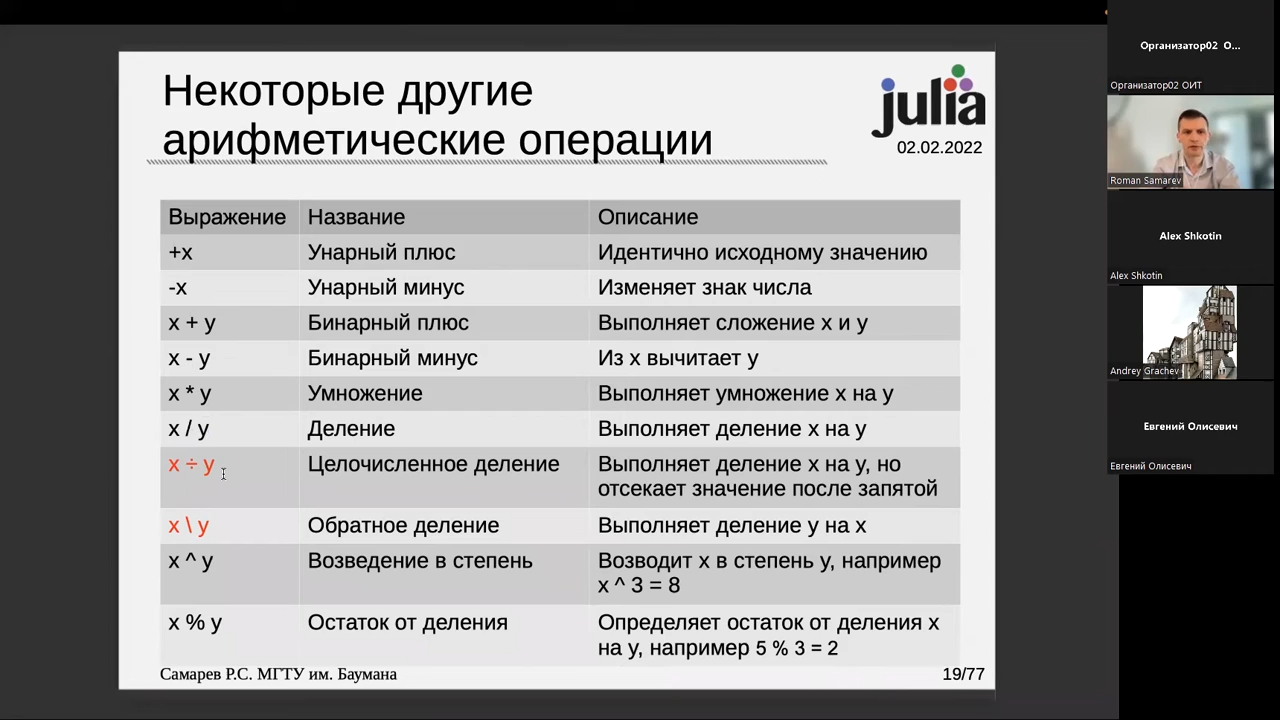 Некоторые другие
арифметические операции
julia
02.02.2022
Выражение Название Описание
+x Унарный плюс Идентично исходному значению
-x Унарный минус Изменяет знак числа
x + y Бинарный плюс Выполняет сложение x и y
x - y Бинарный минус Из x вычитает y
x * y Умножение Выполняет умножение x на y
x / y Деление Выполняет деление x на y
x ÷ y Целочисленное деление Выполняет деление x на y, но
отсекает значение после запятой
x \ y Обратное деление Выполняет деление y на x
x ^ y Возведение в степень Возводит x в степень y, например
x ^ 3 = 8
x % y Остаток от деления Определяет остаток от деления x
на y, например 5 % 3 = 2
Самарев Р.С. МГТУ им. Баумана
19/77
Организатор02 О...
Организатор02 ОИТ
Roman Samarev
Alex Shkotin
Alex Shkotin
Andrey Grachev
Евгений Олисевич
Евгений Олисевич